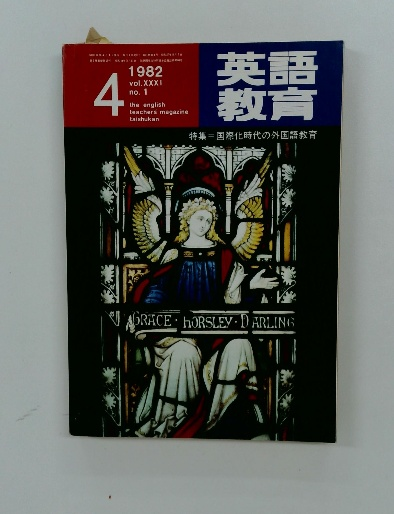 1982
vol.XXXI
no. 1
4
the english
teachers magazine
taishukan
英語
教育
特集=国際化時代の外国語教育
GRACE · HORSLEY · DARLING